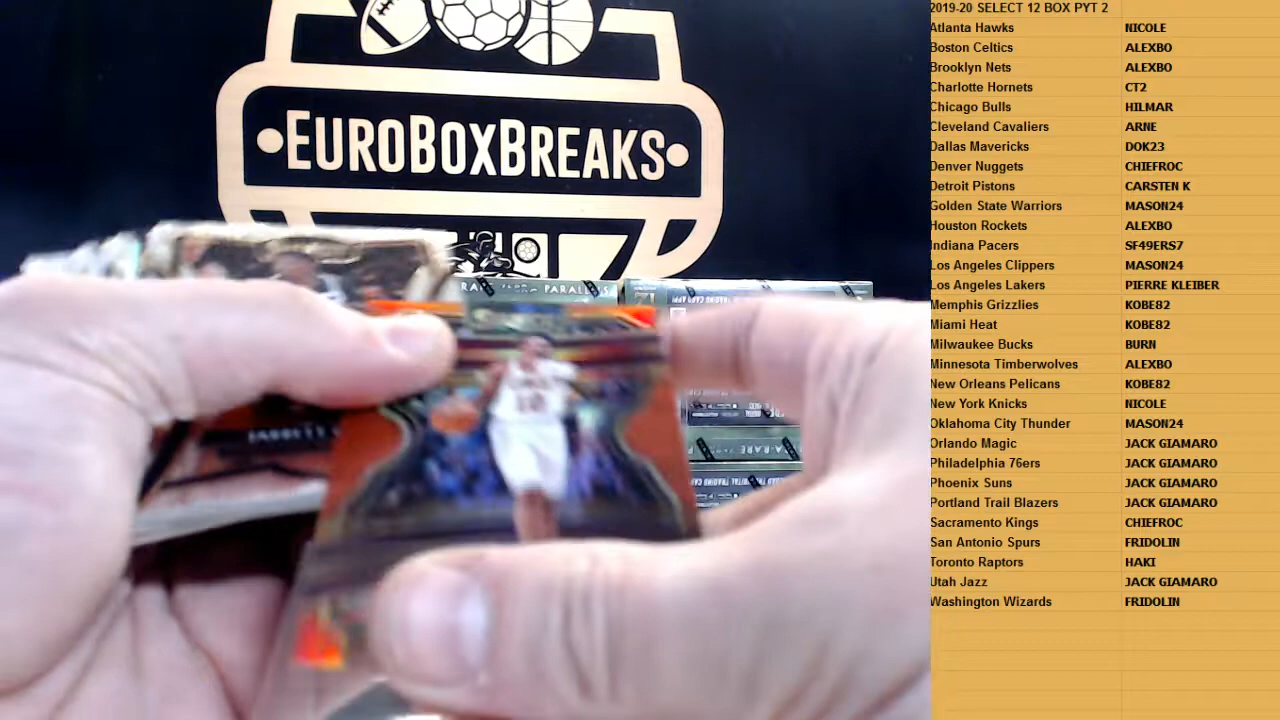 EUROBOXBREAKS
2019-20 SELECT 12 BOX PYT 2
Atlanta Hawks NICOLE
Boston Celtics ALEXBO
Brooklyn Nets ALEXBO
Charlotte Hornets CT2
Chicago Bulls HILMAR
Cleveland Cavaliers ARNE
Dallas Mavericks DOK23
Denver Nuggets CHIEFROC
Detroit Pistons CARSTEN K
Golden State Warriors MASON24
Houston Rockets ALEXBO
Indiana Pacers SF49ERS7
Los Angeles Clippers MASON24
Los Angeles Lakers PIERRE KLEIBER
Memphis Grizzlies KOBE82
Miami Heat KOBE82
Milwaukee Bucks BURN
Minnesota Timberwolves ALEXBO
New Orleans Pelicans KOBE82
New York Knicks NICOLE
Oklahoma City Thunder MASON24
Orlando Magic JACK GIAMARO
Philadelphia 76ers JACK GIAMARO
Phoenix Suns JACK GIAMARO
Portland Trail Blazers JACK GIAMARO
Sacramento Kings CHIEFROC
San Antonio Spurs FRIDOLIN
Toronto Raptors HAKI
Utah Jazz JACK GIAMARO
Washington Wizards FRIDOLIN